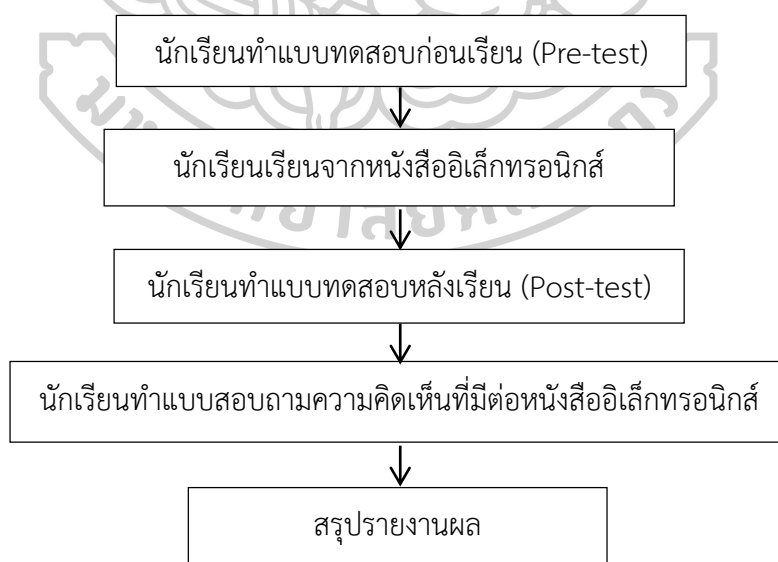 นักเรียนทำแบบทดสอบก่อนเรียน (Pre-test)
นักเรียนเรียนจากหนังสืออิเล็กทรอนิกส์
นักเรียนทำแบบทดสอบหลังเรียน (Post-test)
นักเรียนทำแบบสอบถามความคิดเห็นที่มีต่อหนังสืออิเล็กทรอนิกส์
สรุปรายงานผล